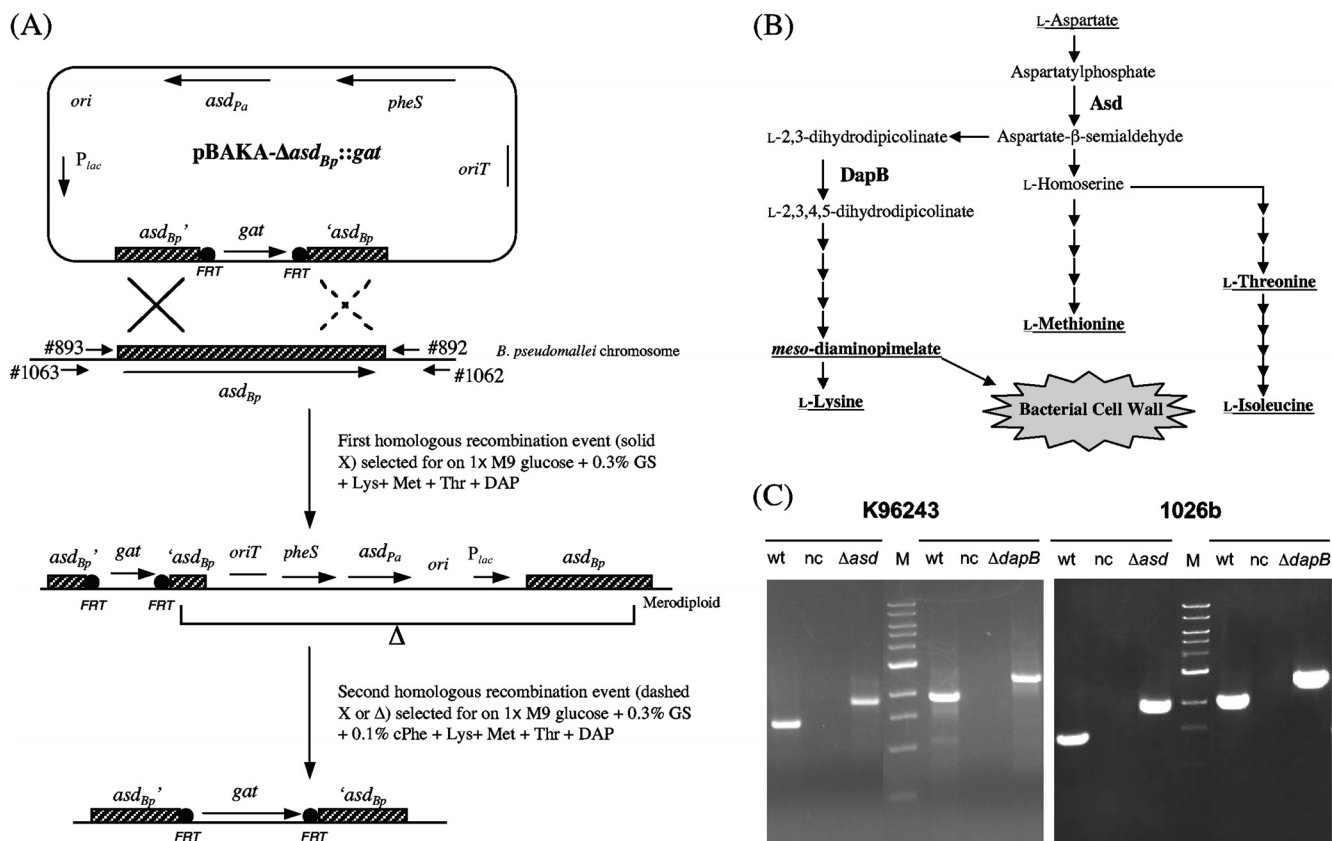 (A)
ori
asdPa
pheS
pBAKA-ΔasdBp::gat
Plac
oriT
asdBp’
gat
‘asdBp
FRT
FRT
#893
#892
B. pseudomallei chromosome
#1063
#1062
asdBp
First homologous recombination event (solid
X) selected for on 1x M9 glucose + 0.3% GS
+ Lys+ Met + Thr + DAP
asdBp’
gat
‘asdBp
oriT
pheS
asdPa
ori
Plac
asdBp
FRT
FRT
Merodiploid
Δ
Second homologous recombination event (dashed
X or Δ) selected for on 1x M9 glucose + 0.3% GS
+ 0.1% cPhe + Lys+ Met + Thr + DAP
asdBp’
gat
‘asdBp
FRT
FRT
(B)
L-Aspartate
Aspartatylphosphate
Asd
L-2,3-dihydrodipicolinate
Aspartate-β-semialdehyde
DapB
L-Homoserine
L-2,3,4,5-dihydrodipicolinate
L-Threonine
L-Methionine
meso-diaminopimelate
L-Lysine
Bacterial Cell Wall
L-Isoleucine
(C)
K96243
1026b
wt nc Δasd M wt nc ΔdapB
wt nc Δasd M wt nc ΔdapB